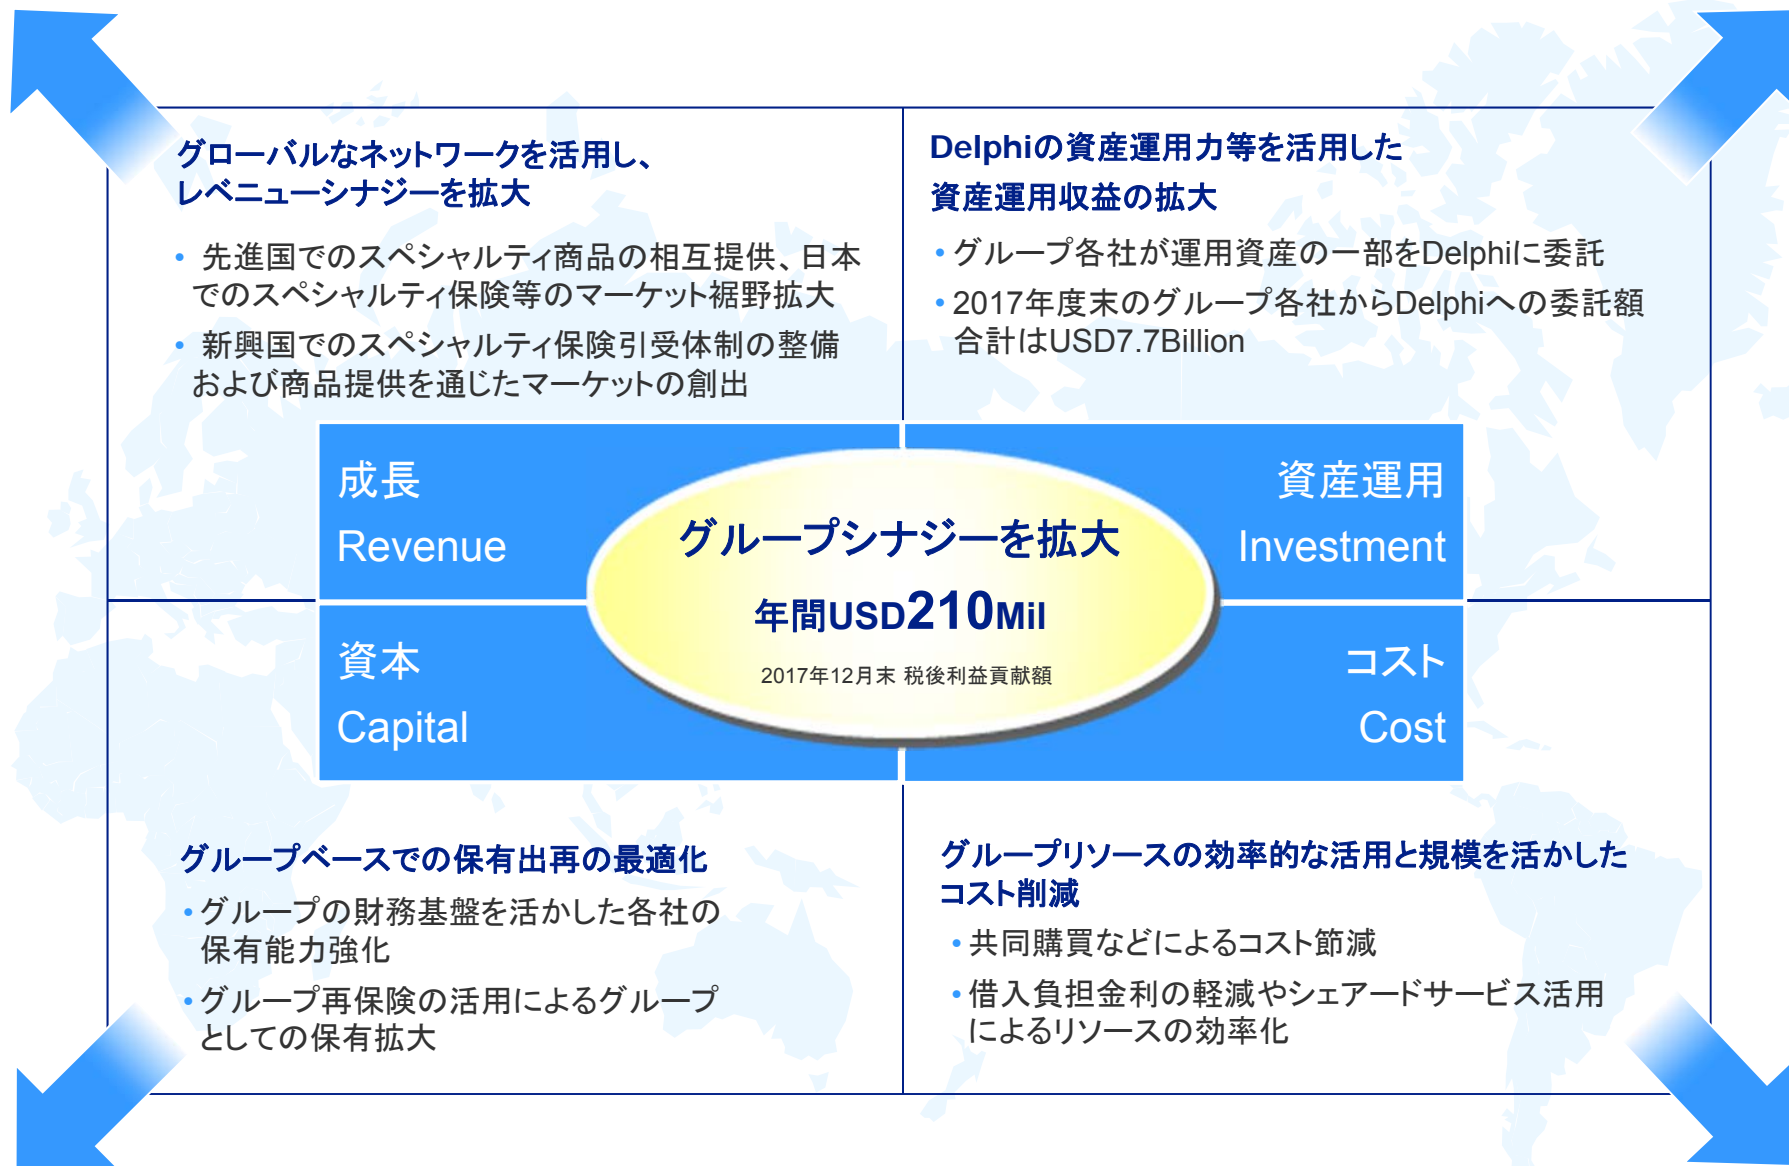 グローバルなネットワークを活用し、
レベニューシナジーを拡大
• 先進国でのスペシャルティ商品の相互提供、日本
でのスペシャルティ保険等のマーケット裾野拡大
• 新興国でのスペシャルティ保険引受体制の整備
および商品提供を通じたマーケットの創出
Delphiの資産運用力等を活用した
資産運用収益の拡大
• グループ各社が運用資産の一部をDelphiに委託
• 2017年度末のグループ各社からDelphiへの委託額
合計はUSD7.7Billion
成長
Revenue
資産運用
Investment
グループシナジーを拡大
年間USD210Mil
2017年12月末 税後利益貢献額
資本
Capital
コスト
Cost
グループベースでの保有出再の最適化
• グループの財務基盤を活かした各社の
保有能力強化
• グループ再保険の活用によるグループ
としての保有拡大
グループリソースの効率的な活用と規模を活かした
コスト削減
• 共同購買などによるコスト節減
• 借入負担金利の軽減やシェアードサービス活用
によるリソースの効率化